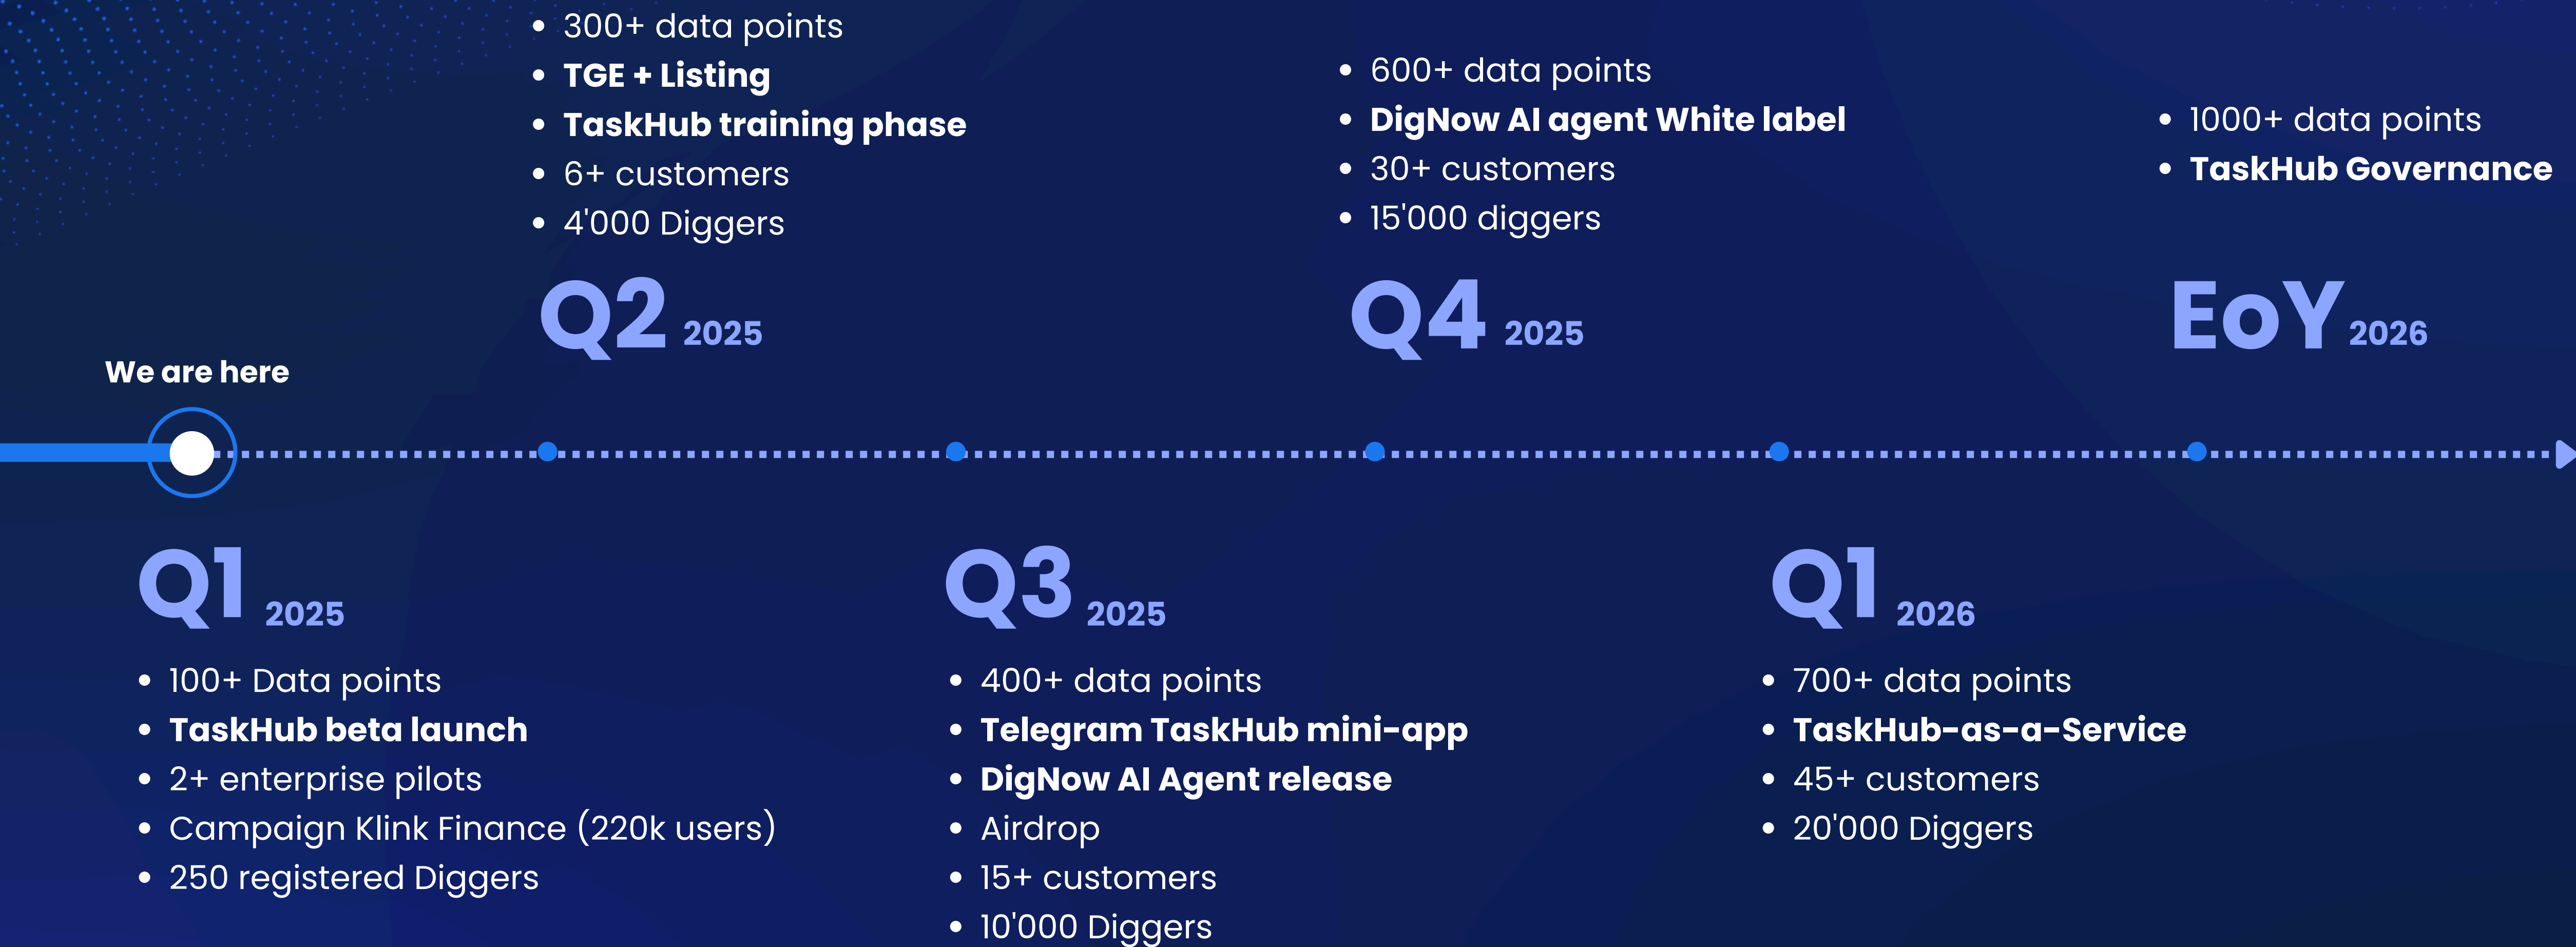 • 300+ data points
• TGE + Listing
• TaskHub training phase
• 6+ customers
• 4'000 Diggers
Q2 2025
• 600+ data points
• DigNow AI agent White label
• 30+ customers
• 15'000 diggers
Q4 2025
• 1000+ data points
• TaskHub Governance
EoY 2026
We are here
Q1 2025
• 100+ Data points
• TaskHub beta launch
• 2+ enterprise pilots
• Campaign Klink Finance (220k users)
• 250 registered Diggers
Q3 2025
• 400+ data points
• Telegram TaskHub mini-app
• DigNow AI Agent release
• Airdrop
• 15+ customers
• 10'000 Diggers
Q1 2026
• 700+ data points
• TaskHub-as-a-Service
• 45+ customers
• 20'000 Diggers